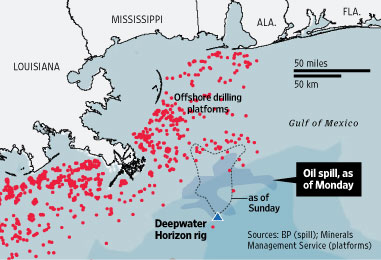 MISSISSIPPI
ALA.
FLA.
LOUISIANA
50 miles
50 km
Offshore drilling
platforms
Gulf of Mexico
Oil spill, as
of Monday
as of
Sunday
Deepwater
Horizon rig
Sources: BP (spill); Minerals
Management Service (platforms)